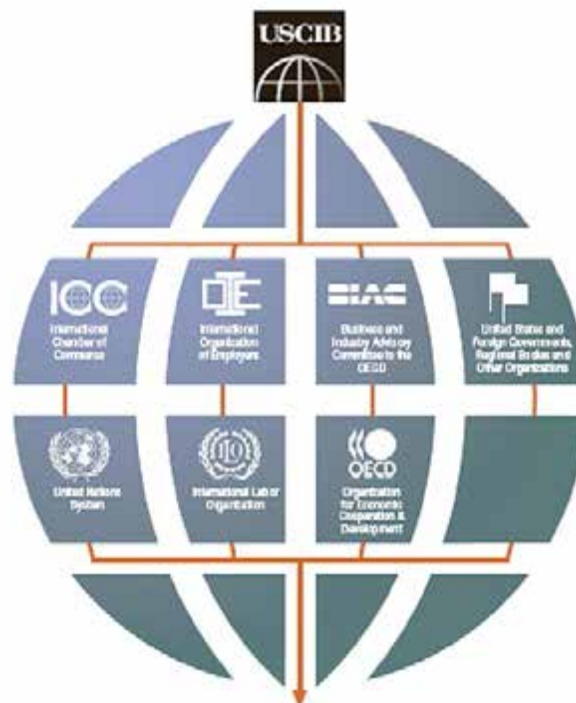 USCIB
ICC
International
Chamber of
Commerce
IOE
International
Organization
of Employers
BIAC
Business and
Industry Advisory
Committee to the
OECD
United States and
Foreign Governments,
Regional Bodies and
Other Organizations
United Nations
System
ILO
International Labor
Organization
OECD
Organization
for Economic
Cooperation &
Development